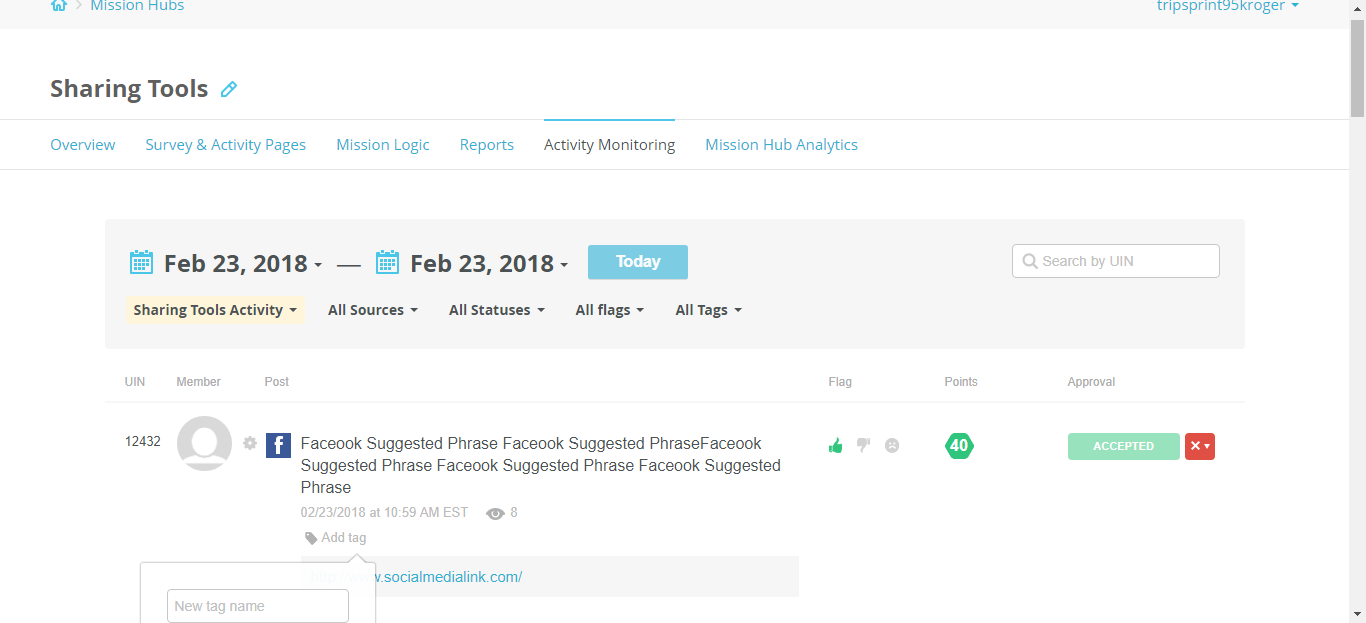 Mission Hubs
tripsprint95kroger
Sharing Tools
Overview Survey & Activity Pages Mission Logic Reports Activity Monitoring Mission Hub Analytics
Feb 23, 2018 — Feb 23, 2018 Today Search by UIN
Sharing Tools Activity All Sources All Statuses All flags All Tags
UIN Member Post Flag Points Approval
12432 f Faceook Suggested Phrase Faceook Suggested PhraseFaceook 40 ACCEPTED
Suggested Phrase Faceook Suggested Phrase Faceook Suggested
Phrase
02/23/2018 at 10:59 AM EST 8
Add tag
http://www.socialmedialink.com/
New tag name